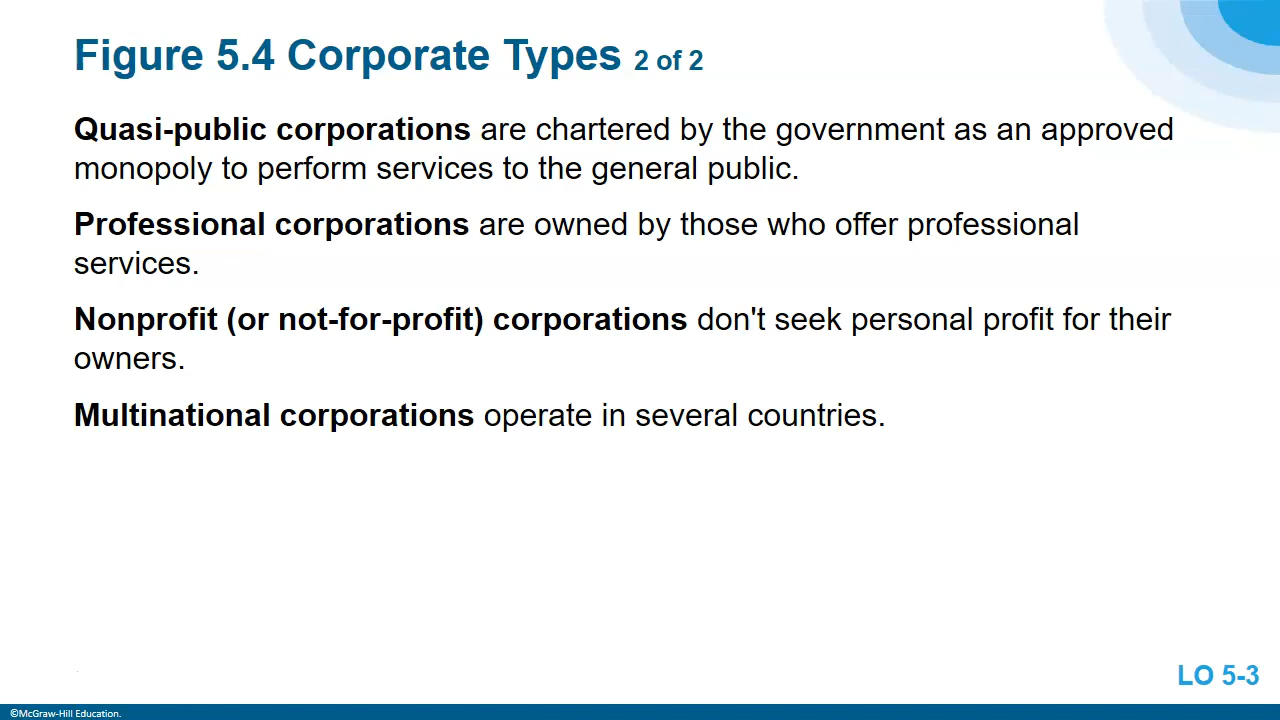 Figure 5.4 Corporate Types 2 of 2
Quasi-public corporations are chartered by the government as an approved
monopoly to perform services to the general public.
Professional corporations are owned by those who offer professional
services.
Nonprofit (or not-for-profit) corporations don't seek personal profit for their
owners.
Multinational corporations operate in several countries.
LO 5-3
©McGraw-Hill Education.